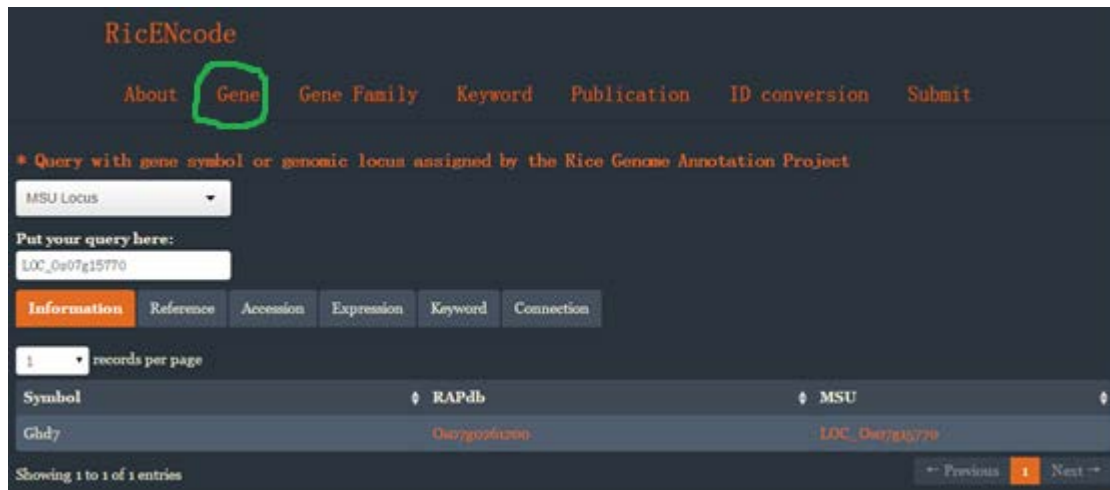 RicENcode
About Gene Gene Family Keyword Publication ID conversion Submit
* Query with gene symbol or genomic locus assigned by the Rice Genome Annotation Project
MSU Locus
Put your query here:
LOC_Os07g15770
Information Reference Accession Expression Keyword Connection
1 records per page
Symbol RAPdb MSU
Ghd7 Os07g0261200 LOC_Os07g15770
Showing 1 to 1 of 1 entries
← Previous 1 Next →